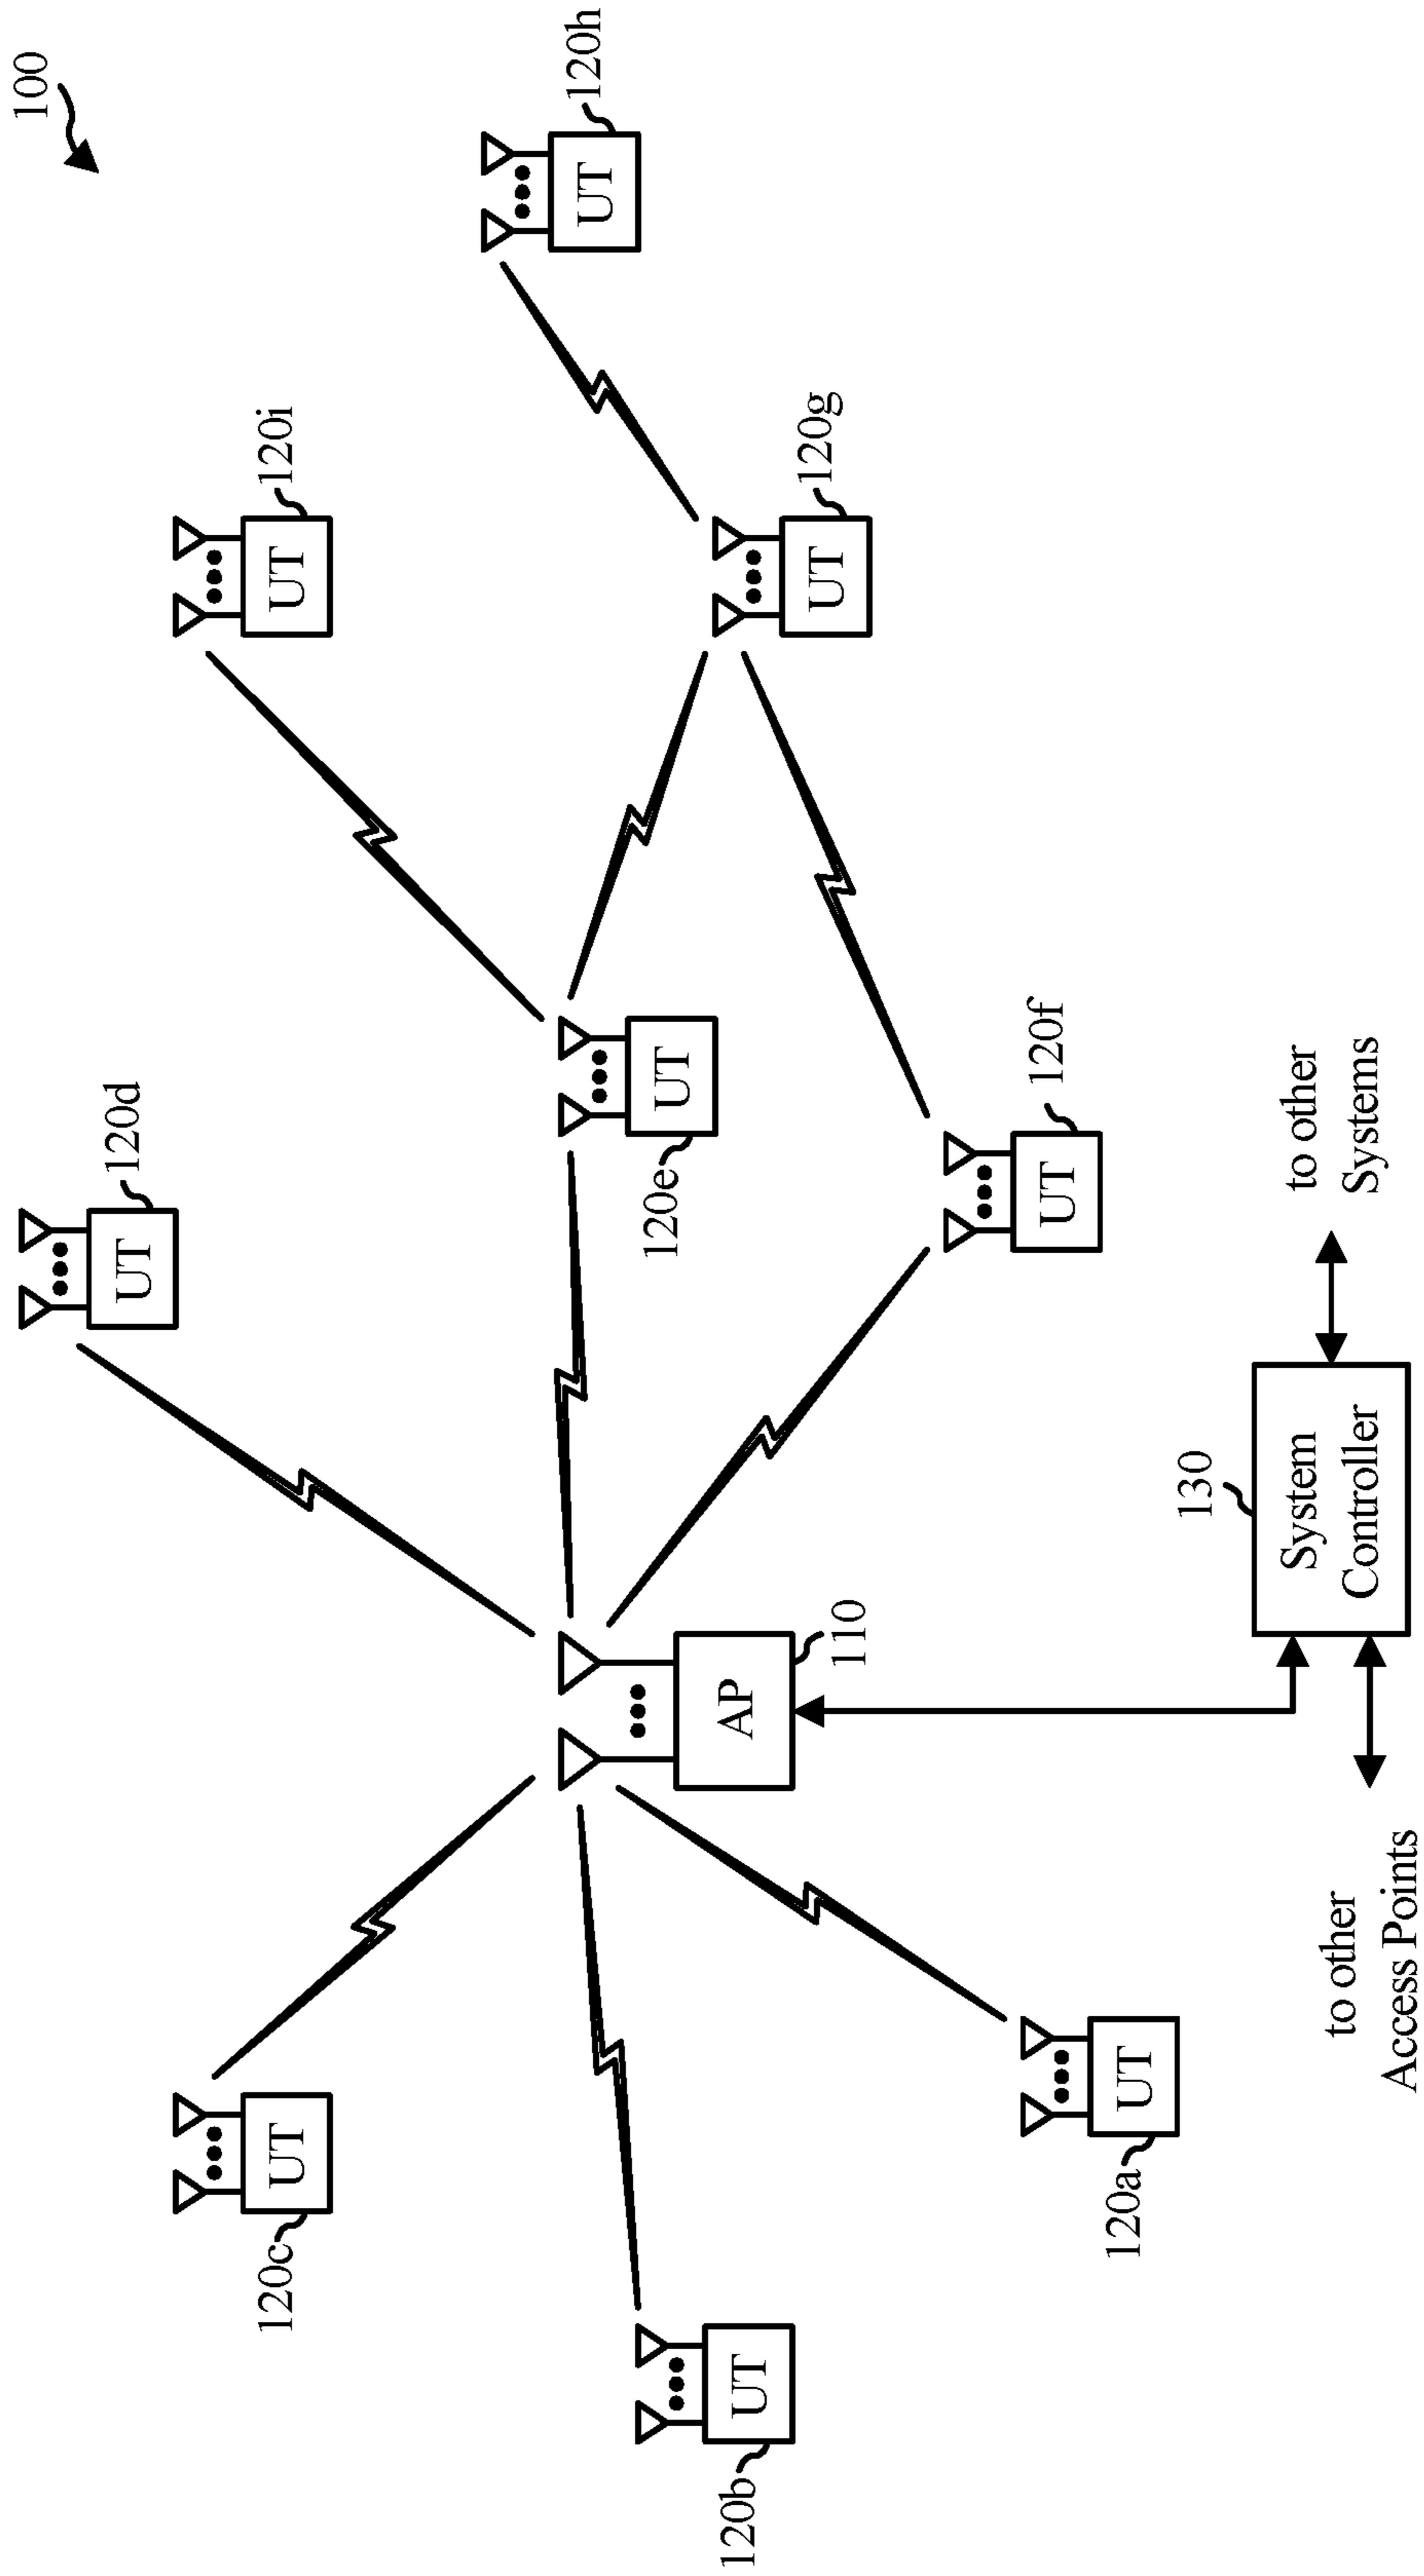 100
120d
UT
120i
UT
120c
UT
120h
UT
120e
UT
120b
UT
AP
110
120g
UT
120f
UT
120a
UT
130
System
Controller
to other
Systems
to other
Access Points